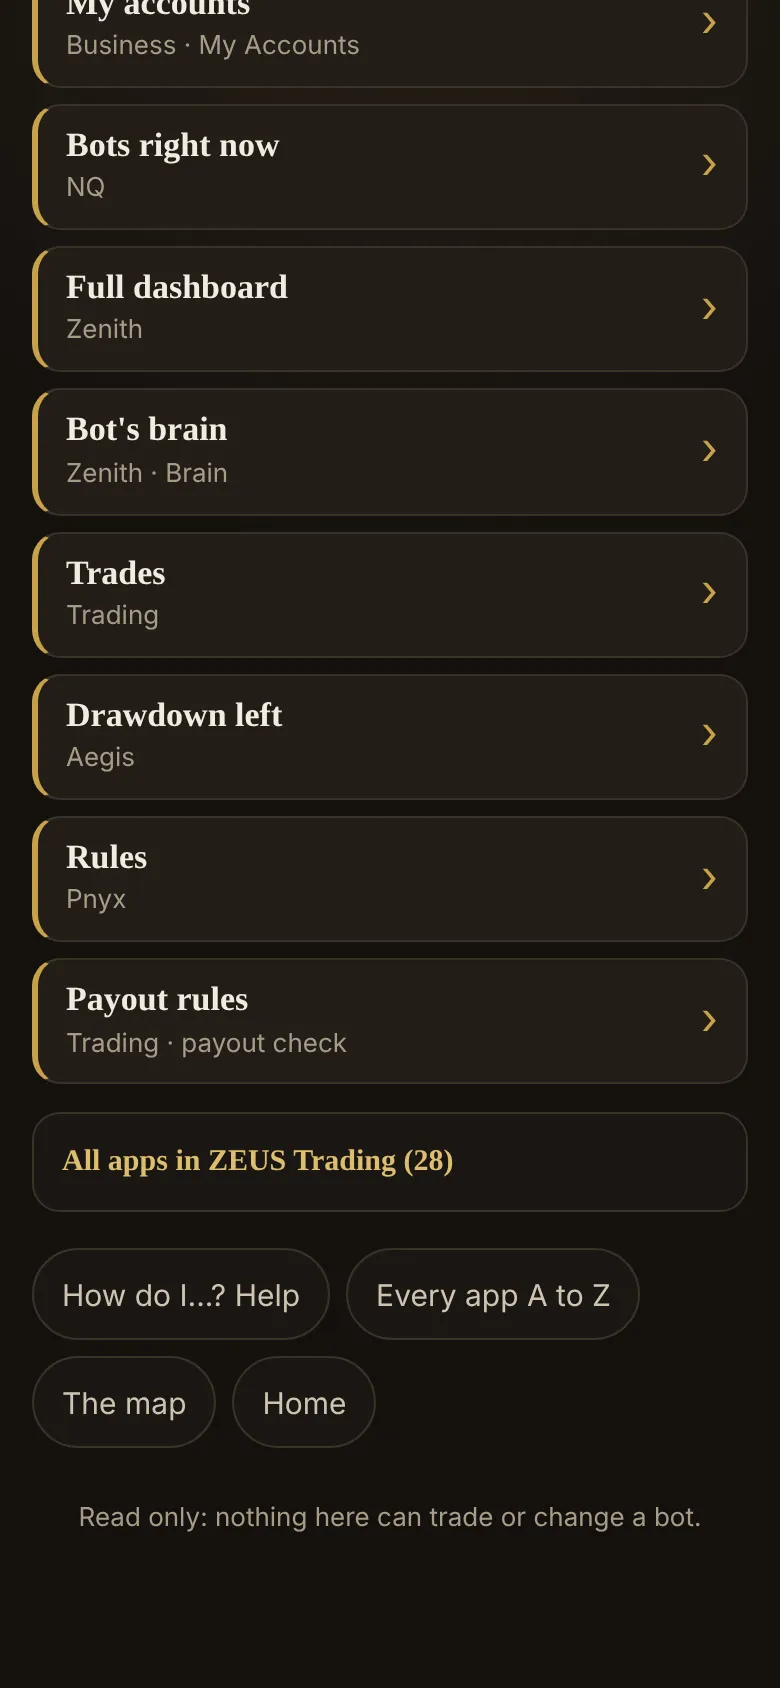 My accounts
Business · My Accounts
Bots right now
NQ
Full dashboard
Zenith
Bot's brain
Zenith · Brain
Trades
Trading
Drawdown left
Aegis
Rules
Pnyx
Payout rules
Trading · payout check
All apps in ZEUS Trading (28)
How do I...? Help
Every app A to Z
The map
Home
Read only: nothing here can trade or change a bot.